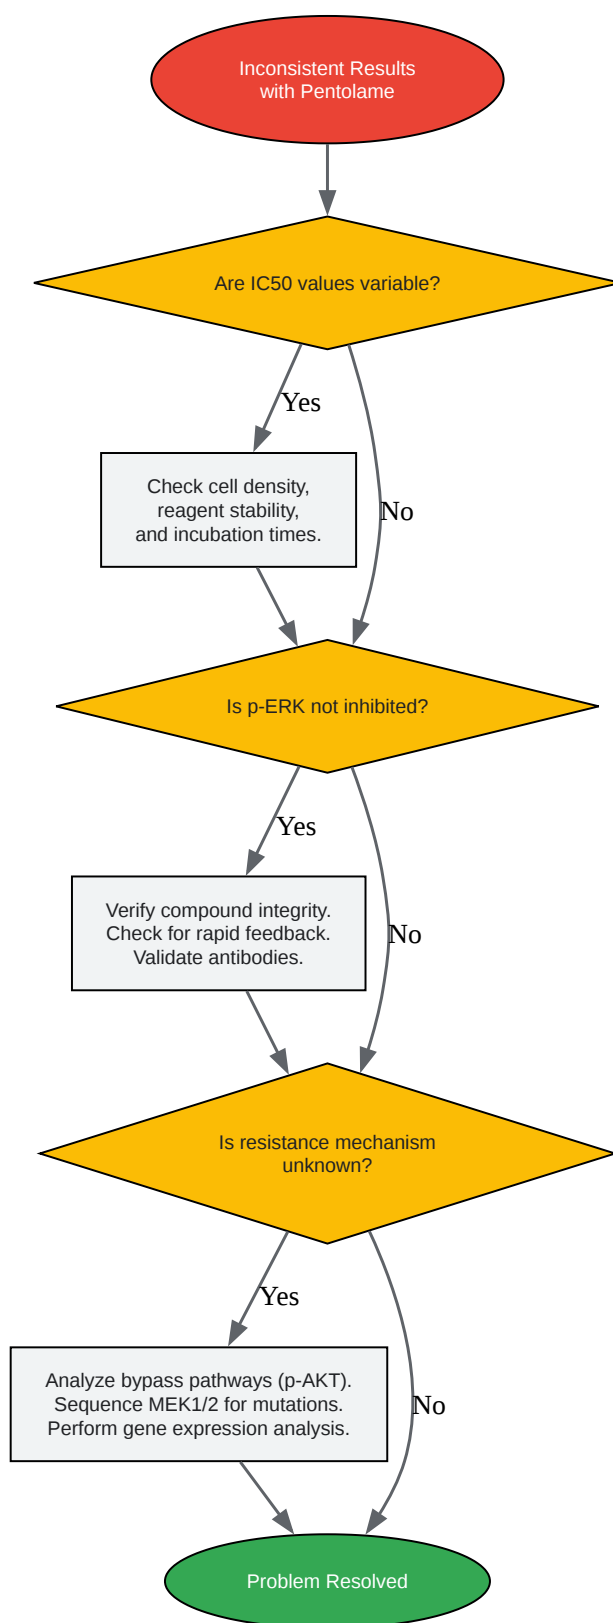 Inconsistent Results
with Pentolame
Are IC50 values variable?
Yes
Check cell density,
reagent stability,
and incubation times.
No
Is p-ERK not inhibited?
Yes
Verify compound integrity.
Check for rapid feedback.
Validate antibodies.
No
Is resistance mechanism
unknown?
Yes
Analyze bypass pathways (p-AKT).
Sequence MEK1/2 for mutations.
Perform gene expression analysis.
No
Problem Resolved